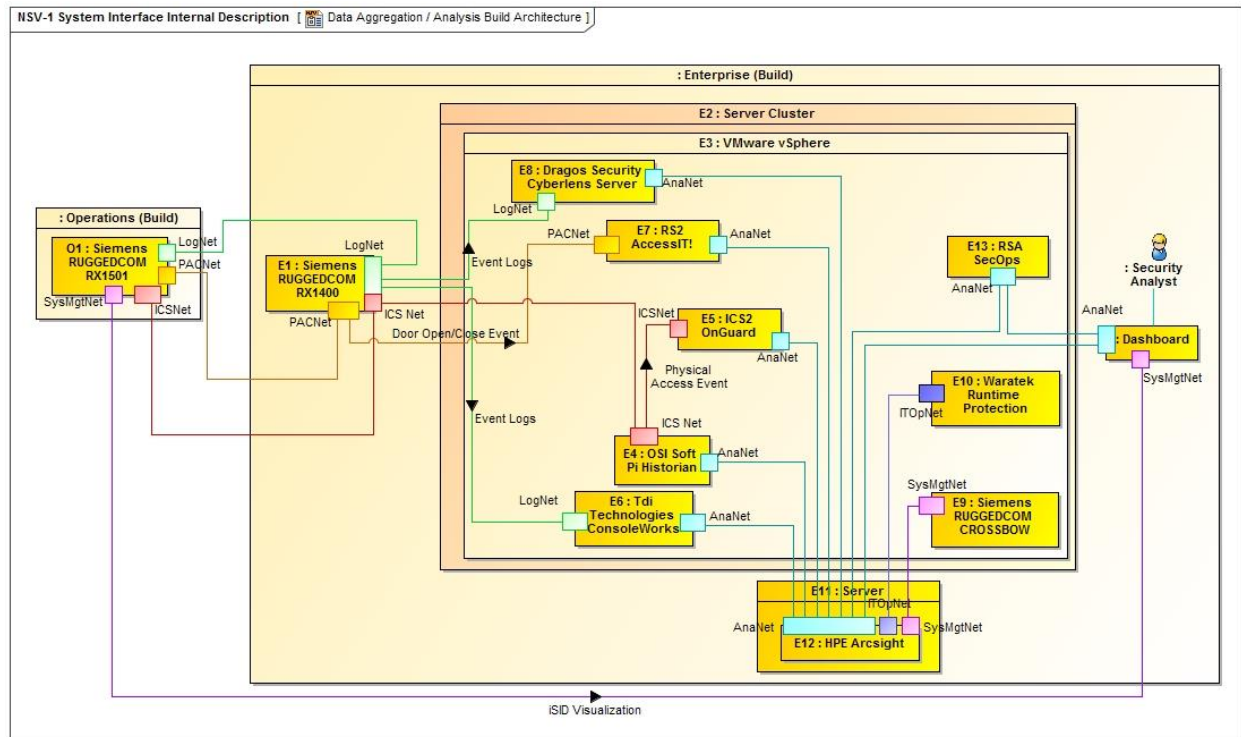 NSV-1 System Interface Internal Description [ Data Aggregation / Analysis Build Architecture ]
: Enterprise (Build)
E2 : Server Cluster
E3 : VMware vSphere
E8 : Dragos Security
Cyberlens Server
AnaNet
LogNet
: Operations (Build)
O1 : Siemens
RUGGEDCOM
RX1501
LogNet
PACNet
SysMgtNet
ICSNet
LogNet
E1 : Siemens
RUGGEDCOM
RX1400
ICS Net
PACNet
Event Logs
Door Open/Close Event
PACNet
E7 : RS2
AccessIT!
AnaNet
E13 : RSA
SecOps
AnaNet
: Security
Analyst
AnaNet
: Dashboard
SysMgtNet
ICSNet
E5 : ICS2
OnGuard
AnaNet
Physical
Access Event
E10 : Waratek
Runtime
Protection
ITOpNet
Event Logs
ICS Net
E4 : OSI Soft
Pi Historian
AnaNet
LogNet
E6 : Tdi
Technologies
ConsoleWorks
AnaNet
SysMgtNet
E9 : Siemens
RUGGEDCOM
CROSSBOW
E11 : Server
ITOpNet
AnaNet
SysMgtNet
E12 : HPE Arcsight
iSID Visualization